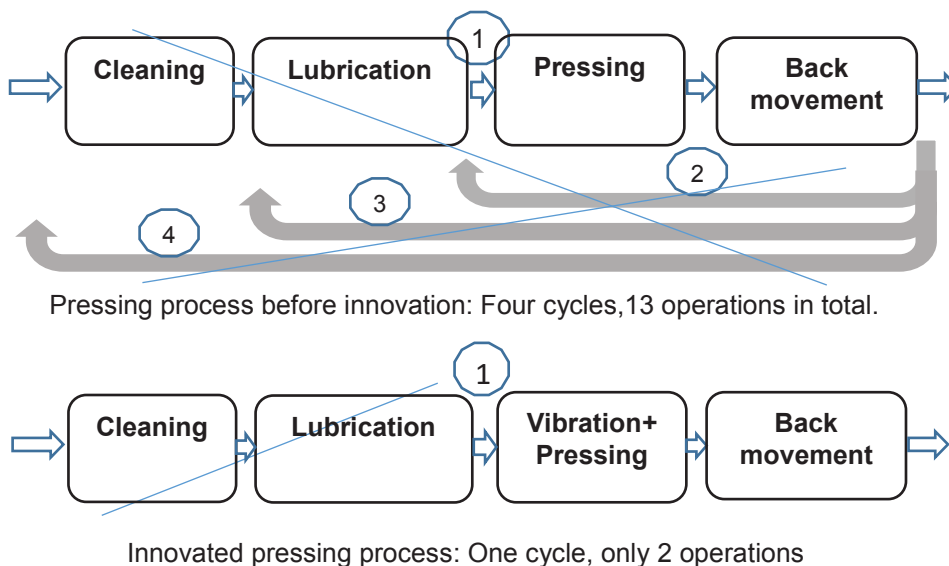 1
Cleaning
Lubrication
Pressing
Back
movement
2
3
4
Pressing process before innovation: Four cycles,13 operations in total.
1
Cleaning
Lubrication
Vibration+
Pressing
Back
movement
Innovated pressing process: One cycle, only 2 operations